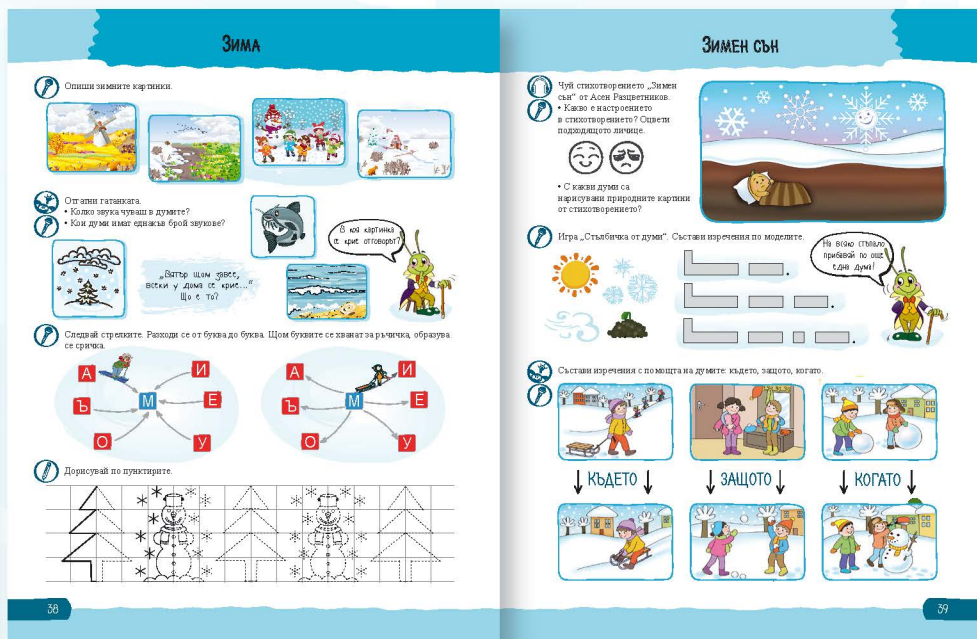 Зима
Опиши зимните картинки.
Отгатни гатанката.
• Колко звука чуваш в думите?
• Кои думи имат еднакъв брой звукове?
В коя картинка
се крие отговорът?
„Вятър щом завее,
всеки у дома се крие...“
Що е то?
Следвай стрелките. Разходи се от буква до буква. Щом буквите се хванат за ръчичка, образува
се сричка.
А И
Ъ М Е
О У
А И
Ъ М Е
О У
Дорисувай по пунктирите.
38
Зимен сън
Чуй стихотворението „Зимен
сън“ от Асен Разцветников.
• Какво е настроението
в стихотворението? Оцвети
подходящото личице.
• С какви думи са
нарисувани природните картини
от стихотворението?
Игра „Стълбичка от думи“. Състави изречения по моделите.
На всяко стъпало
прибавяй по още
една дума!
Състави изречения с помощта на думите: където, защото, когато.
КЪДЕТО ЗАЩОТО КОГАТО
39